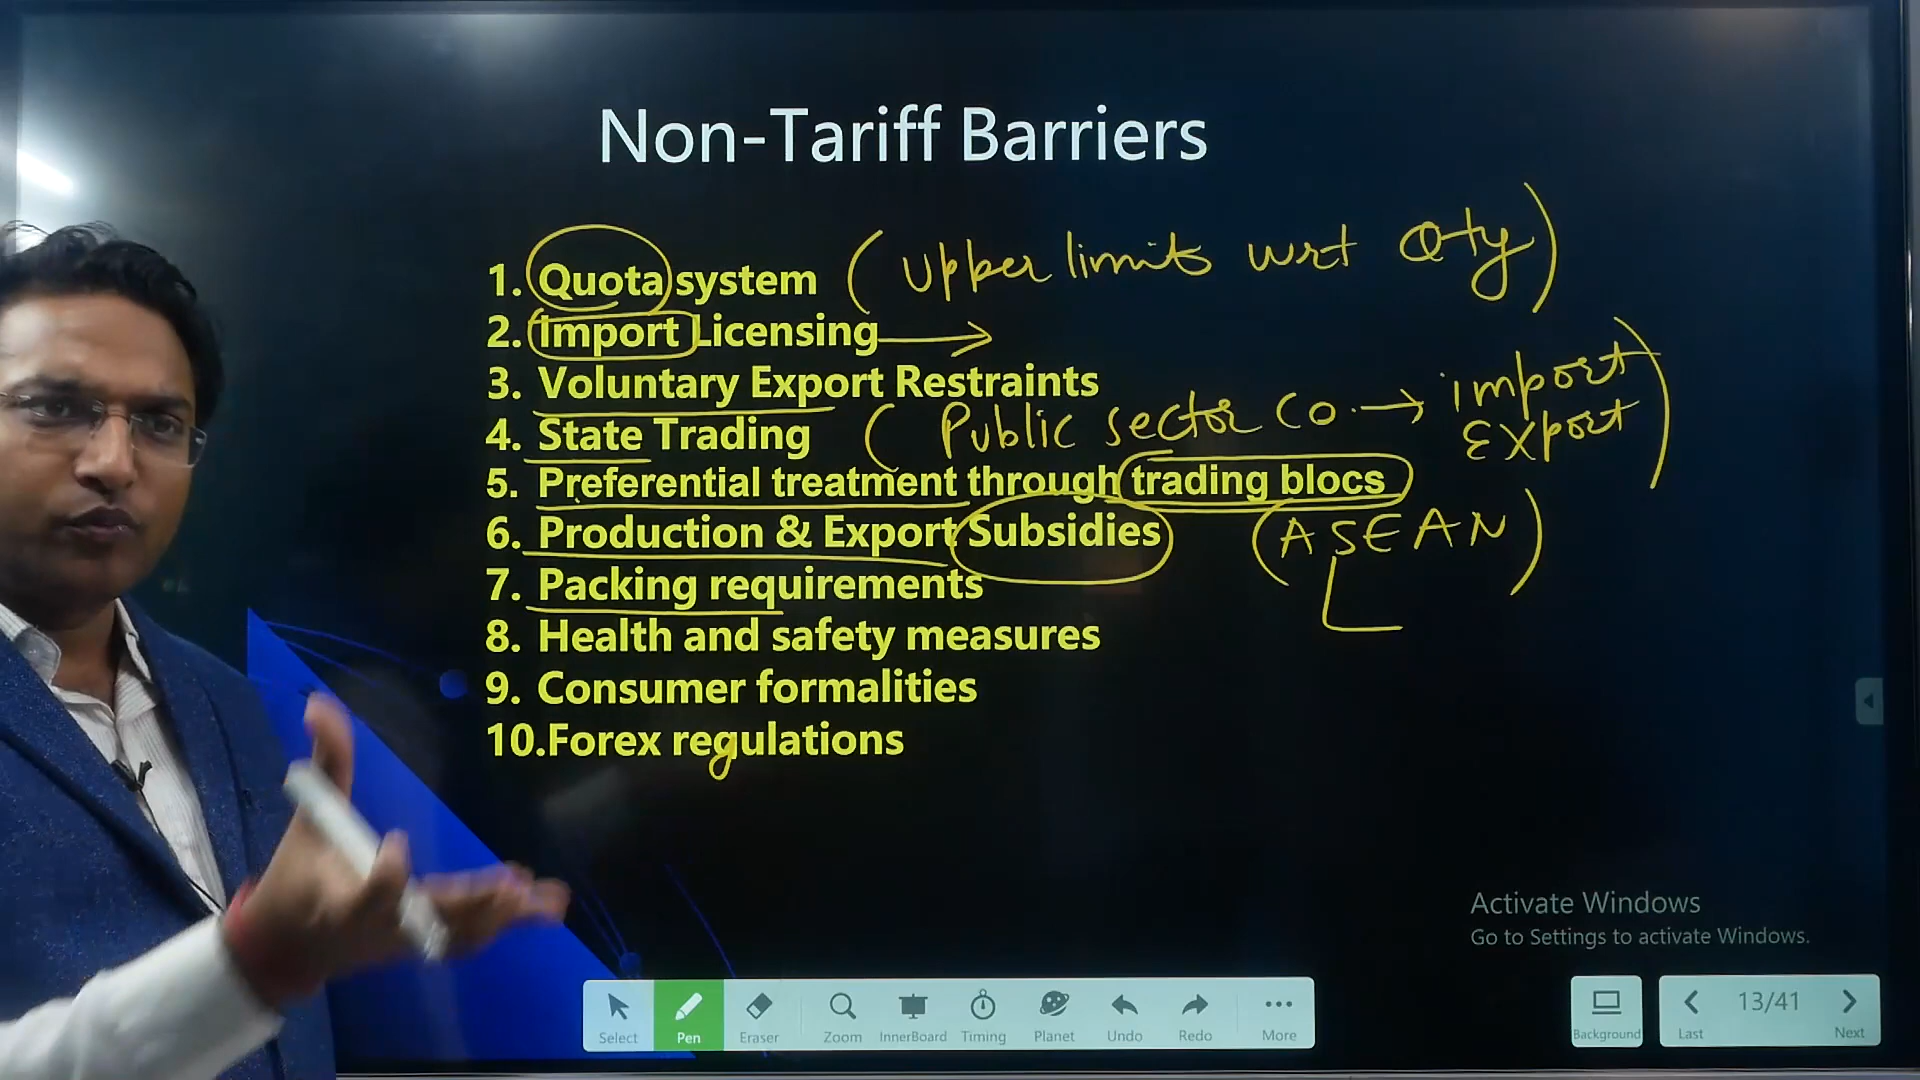 Non-Tariff Barriers
1. Quota system (Upper limits wrt Qty)
2. Import Licensing
3. Voluntary Export Restraints
4. State Trading (Public sector Co. → import
Export)
5. Preferential treatment through trading blocs
6. Production & Export Subsidies (ASEAN)
7. Packing requirements
8. Health and safety measures
9. Consumer formalities
10.Forex regulations
Activate Windows
Go to Settings to activate Windows.
Select Pen Eraser Zoom InnerBoard Timing Planet Undo Redo More Background Last 13/41 Next